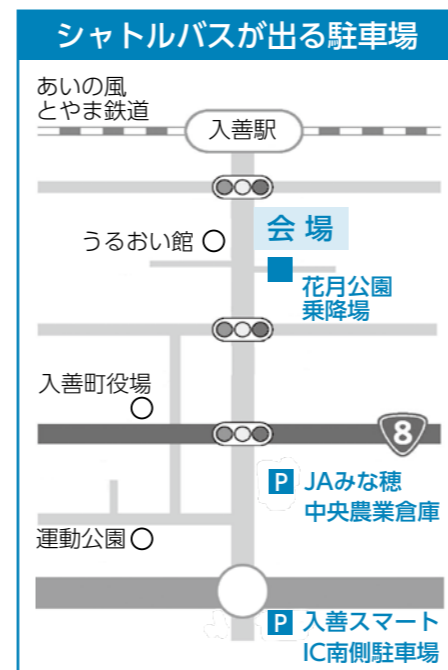 シャトルバスが出る駐車場
あいの風
とやま鉄道
入善駅
会場
うるおい館
花月公園
乗降場
入善町役場
8
P JAみな穂
中央農業倉庫
運動公園
P 入善スマート
IC南側駐車場